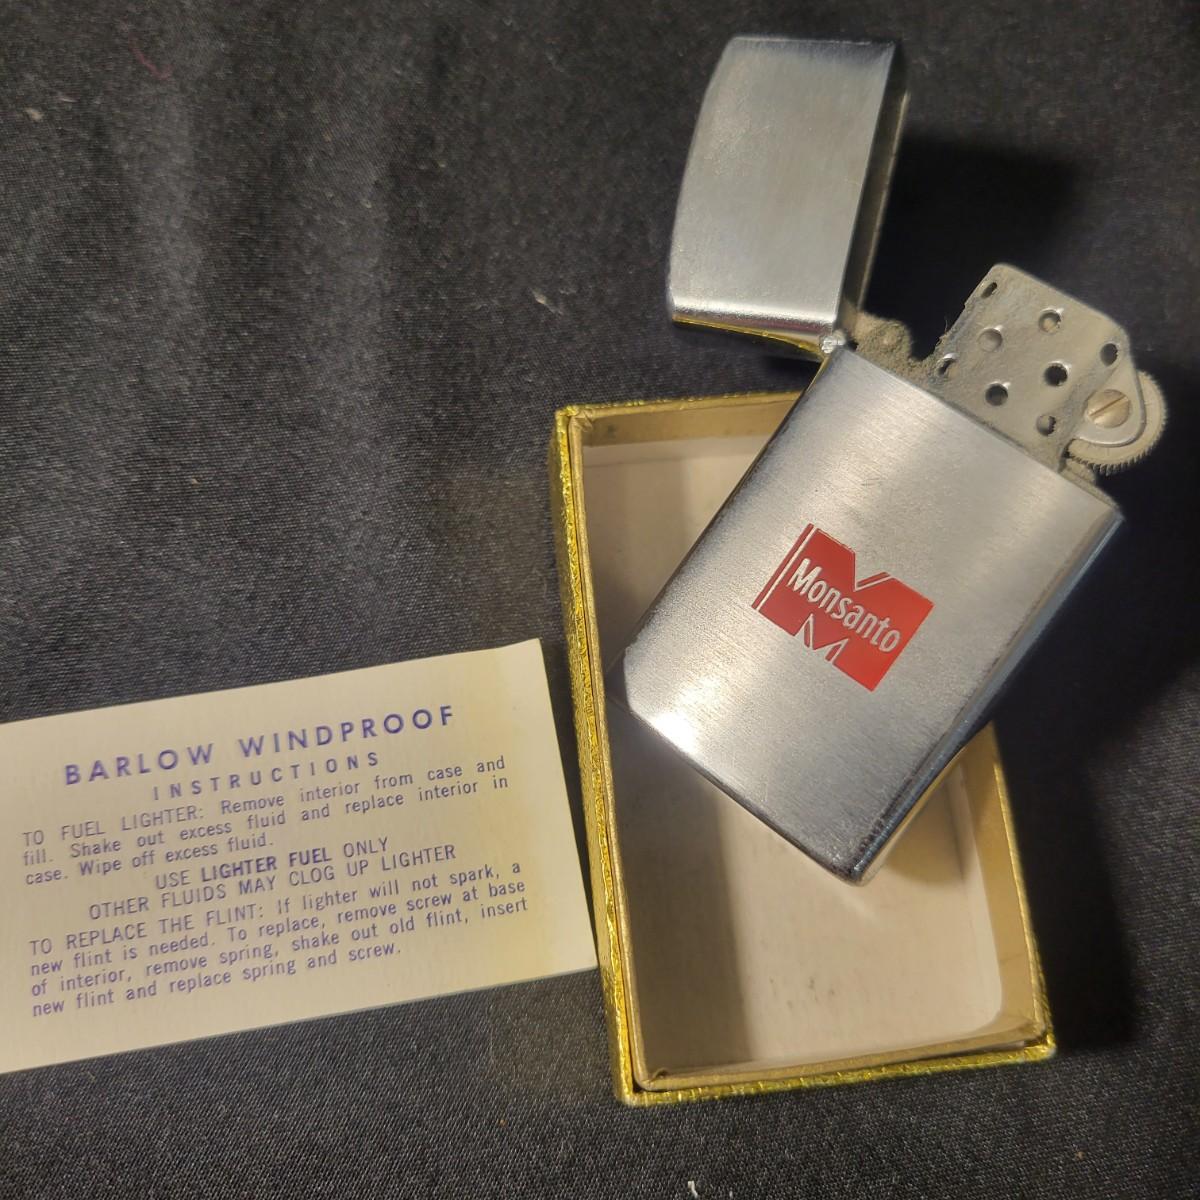 Monsanto
BARLOW WINDPROOF
INSTRUCTIONS
TO FUEL LIGHTER: Remove interior from case and
fill. Shake out excess fluid and replace interior in
case. Wipe off excess fluid.
USE LIGHTER FUEL ONLY
OTHER FLUIDS MAY CLOG UP LIGHTER
TO REPLACE THE FLINT: If lighter will not spark, a
new flint is needed. To replace, remove screw at base
of interior, remove spring, shake out old flint, insert
new flint and replace spring and screw.